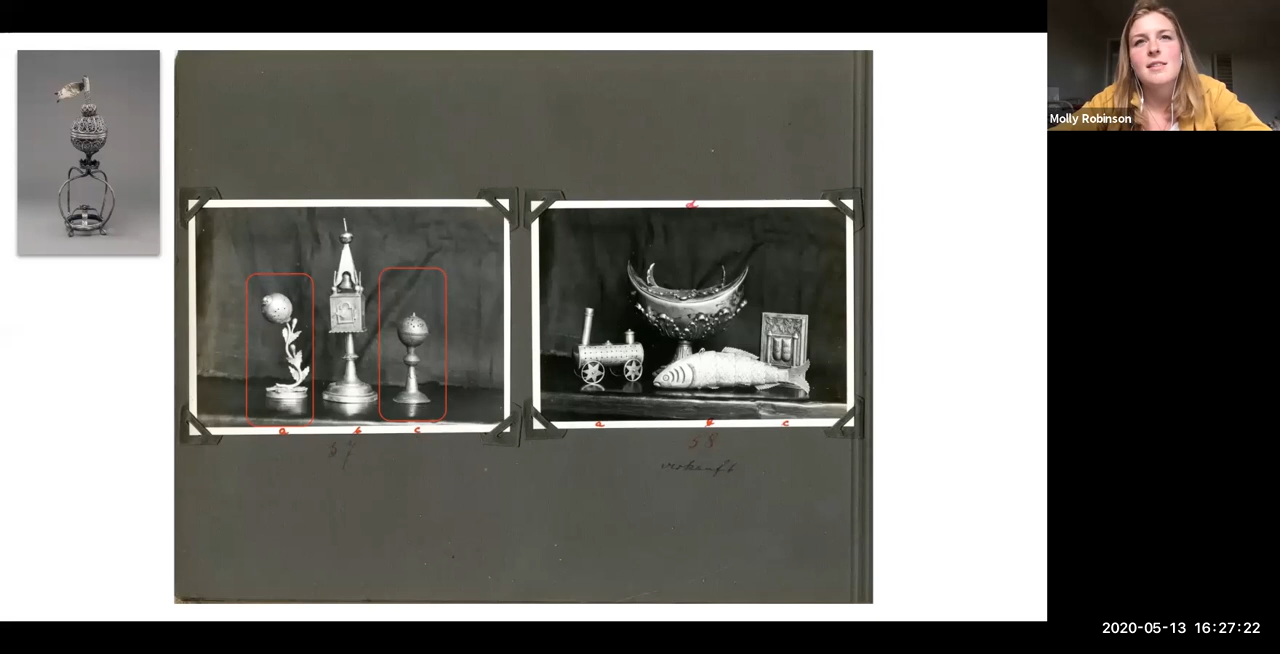 Molly Robinson
d
a b c
a b c
57
58
verkauft
2020-05-13 16:27:22